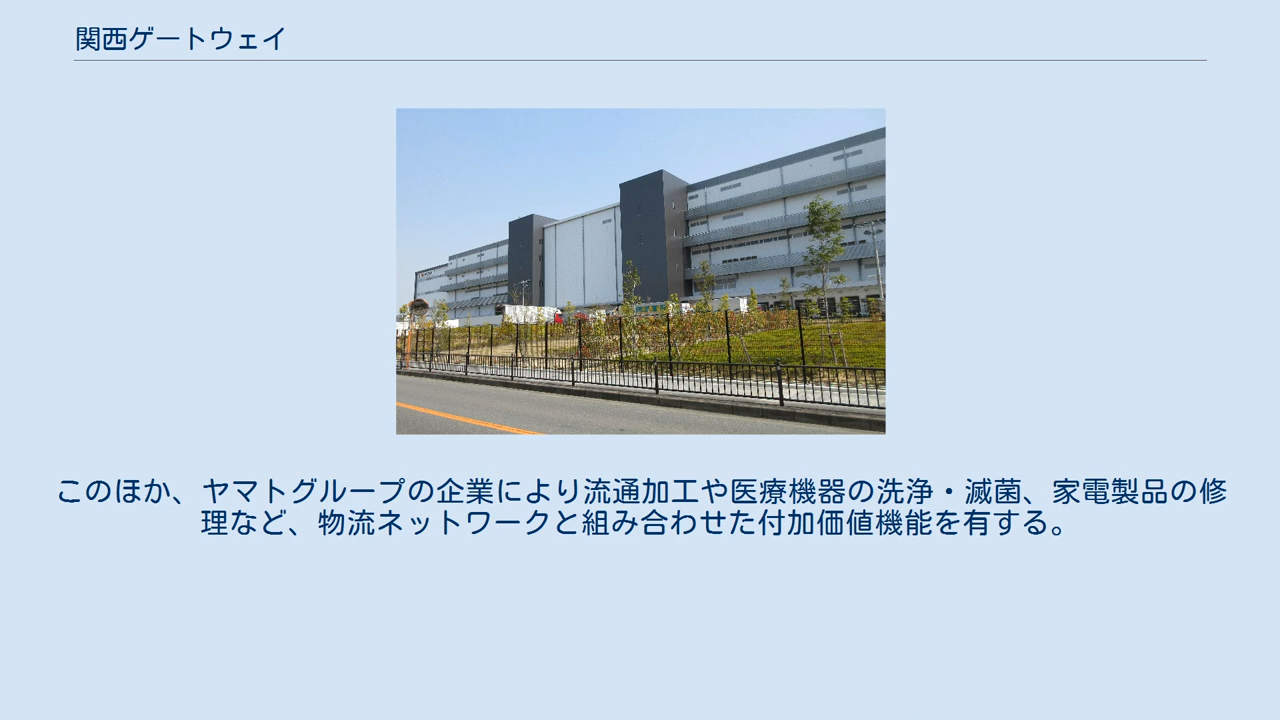 関西ゲートウェイ
このほか、ヤマトグループの企業により流通加工や医療機器の洗浄・滅菌、家電製品の修
理など、物流ネットワークと組み合わせた付加価値機能を有する。